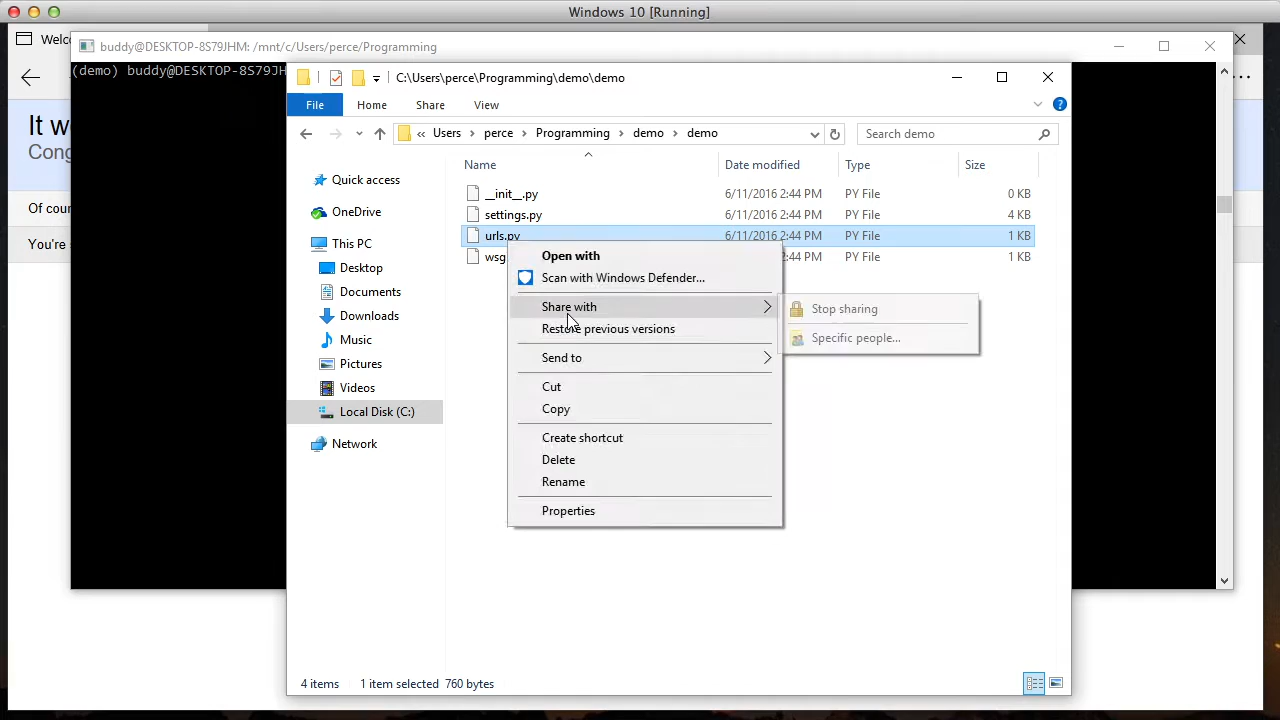 Windows 10 [Running]
buddy@DESKTOP-8S79JHM: /mnt/c/Users/perce/Programming
(demo) buddy@DESKTOP-8S79JH
It
Of
You're
C:\Users\perce\Programming\demo\demo
File Home Share View
« Users > perce > Programming > demo > demo
Search demo
Name Date modified Type Size
Quick access
OneDrive
This PC
Desktop
Documents
Downloads
Music
Pictures
Videos
Local Disk (C:)
Network
__init__.py 6/11/2016 2:44 PM PY File 0 KB
settings.py 6/11/2016 2:44 PM PY File 4 KB
urls.py 6/11/2016 2:44 PM PY File 1 KB
wsg :44 PM PY File 1 KB
Open with
Scan with Windows Defender...
Share with
Restore previous versions
Send to
Cut
Copy
Create shortcut
Delete
Rename
Properties
Stop sharing
Specific people...
4 items 1 item selected 760 bytes